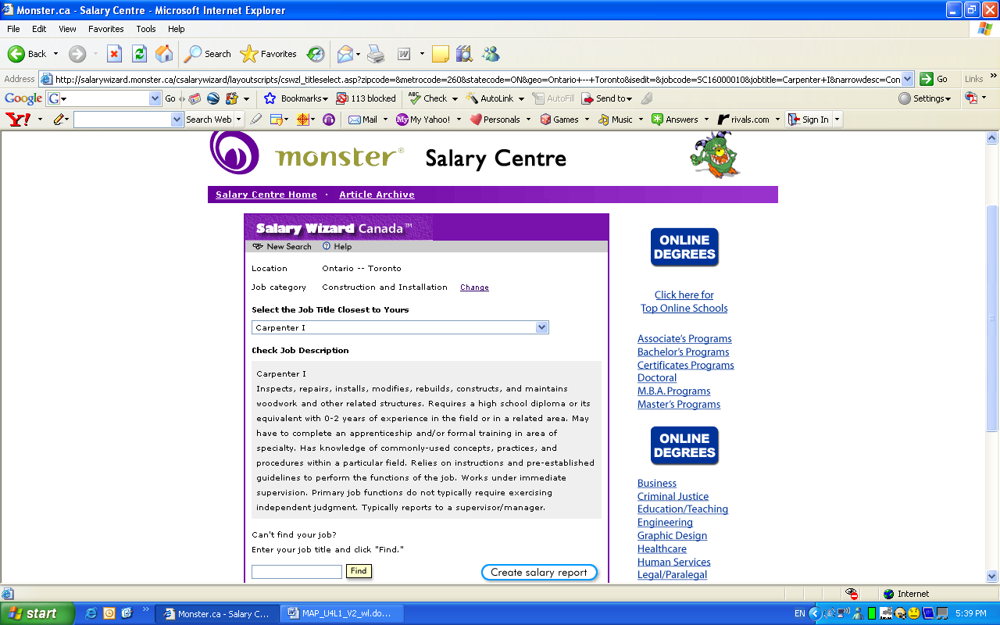 Monster.ca - Salary Centre - Microsoft Internet Explorer
File Edit View Favorites Tools Help
Back Search Favorites
Address http://salarywizard.monster.ca/csalarywizard/layoutscripts/cswzl_titleselect.asp?zipcode=&metrocode=260&statecode=ON&geo=Ontario+--+Toronto&isedit=&jobcode=SC16000010&jobtitle=Carpenter+I&narrowdesc=Con Go Links »
Google G Go Bookmarks 113 blocked Check AutoLink AutoFill Send to Settings
Y! Search Web Mail My Yahoo! Personals Games Music Answers rivals.com Sign In
monster® Salary Centre
Salary Centre Home · Article Archive
Salary Wizard Canada™
New Search Help
Location Ontario -- Toronto
Job category Construction and Installation Change
Select the Job Title Closest to Yours
Carpenter I
Check Job Description
Carpenter I
Inspects, repairs, installs, modifies, rebuilds, constructs, and maintains
woodwork and other related structures. Requires a high school diploma or its
equivalent with 0-2 years of experience in the field or in a related area. May
have to complete an apprenticeship and/or formal training in area of
specialty. Has knowledge of commonly-used concepts, practices, and
procedures within a particular field. Relies on instructions and pre-established
guidelines to perform the functions of the job. Works under immediate
supervision. Primary job functions do not typically require exercising
independent judgment. Typically reports to a supervisor/manager.
Can't find your job?
Enter your job title and click "Find."
Find Create salary report
ONLINE
DEGREES
Click here for
Top Online Schools
Associate's Programs
Bachelor's Programs
Certificates Programs
Doctoral
M.B.A. Programs
Master's Programs
ONLINE
DEGREES
Business
Criminal Justice
Education/Teaching
Engineering
Graphic Design
Healthcare
Human Services
Legal/Paralegal
Internet
start » Monster.ca - Salary C... MAP_U4L1_V2_wl.do... EN 5:39 PM